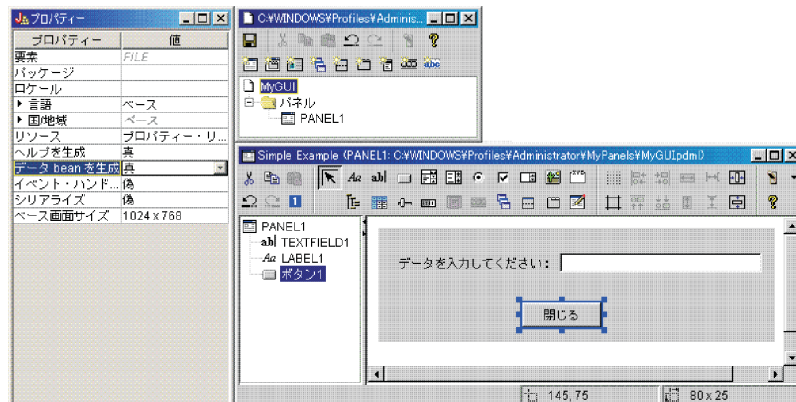 プロパティー
プロパティー 値
要素 FILE
パッケージ
ロケール
言語 ベース
国/地域 ベース
リソース プロパティー・リ...
ヘルプを生成 真
データ bean を生成 真
イベント・ハンド... 偽
シリアライズ 偽
ベース画面サイズ 1024 x 768
C:¥WINDOWS¥Profiles¥Adminis...
MyGUI
パネル
PANEL1
Simple Example (PANEL1: C:¥WINDOWS¥Profiles¥Administrator¥MyPanels¥MyGUIpdml)
Aa ab|
1
PANEL1
ab| TEXTFIELD1
Aa LABEL1
ボタン1
データを入力してください:
閉じる
145, 75 80 x 25